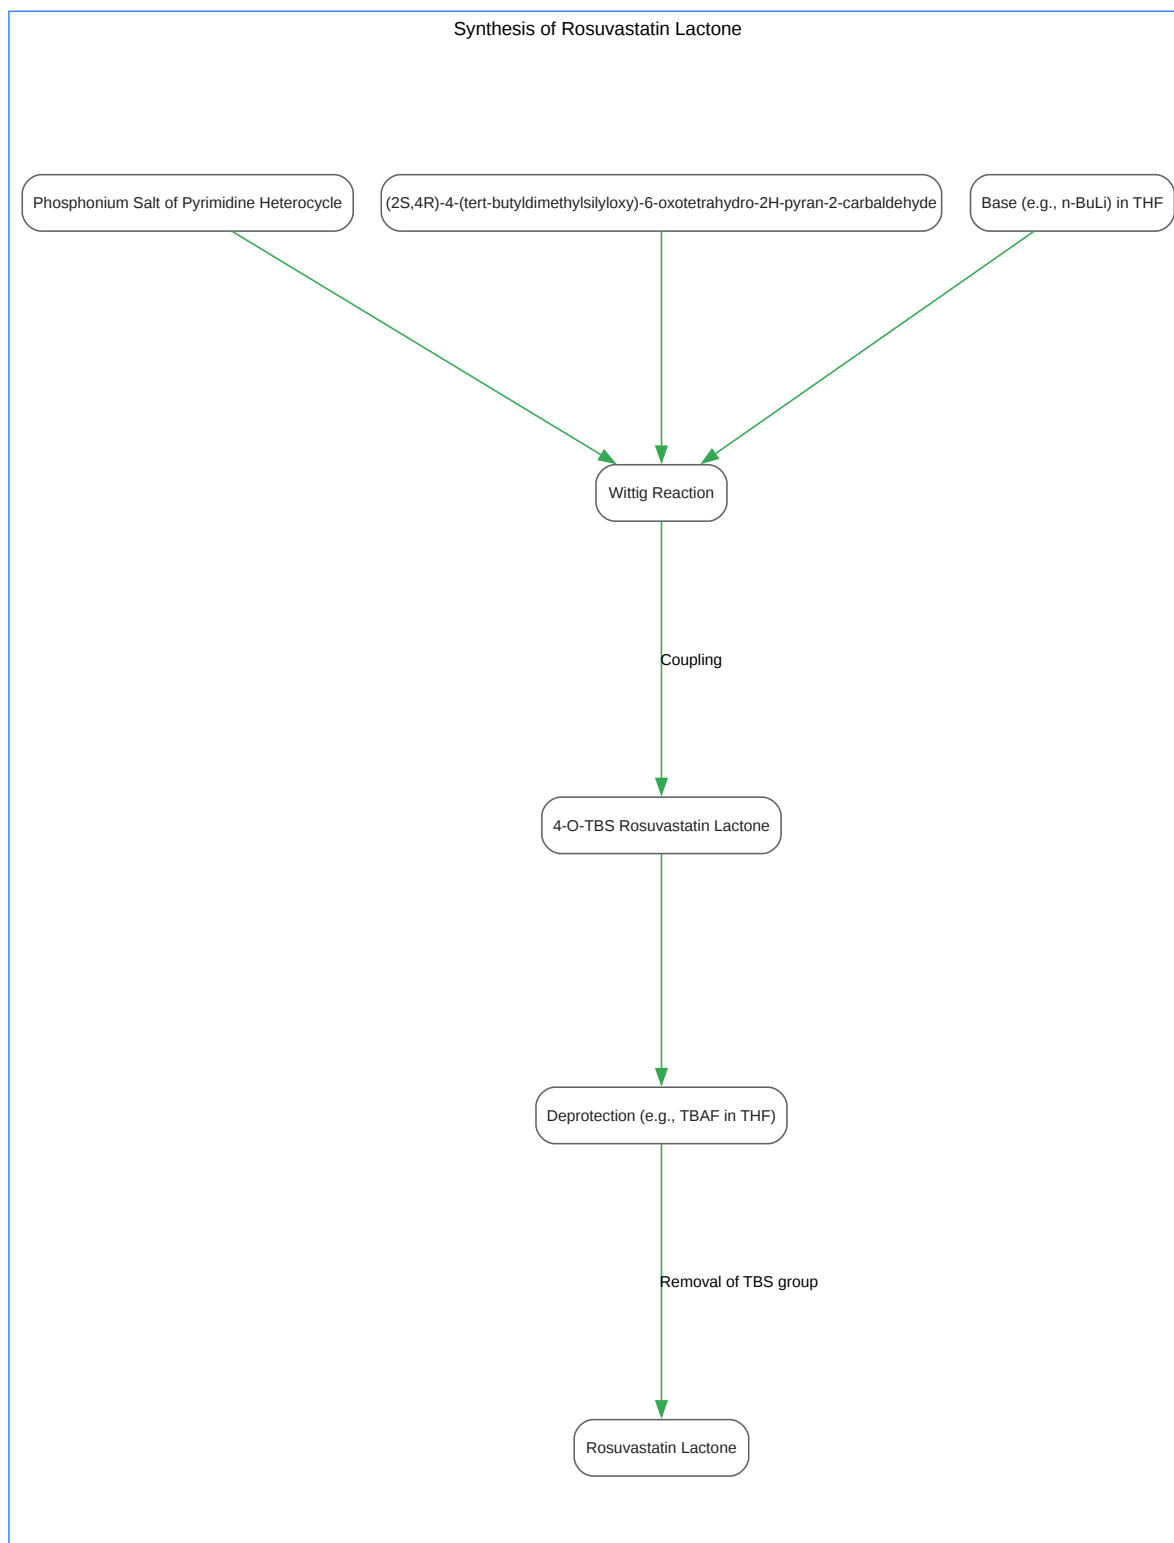 Synthesis of Rosuvastatin Lactone
Phosphonium Salt of Pyrimidine Heterocycle
(2S,4R)-4-(tert-butyldimethylsilyloxy)-6-oxotetrahydro-2H-pyran-2-carbaldehyde
Base (e.g., n-BuLi) in THF
Wittig Reaction
Coupling
4-O-TBS Rosuvastatin Lactone
Deprotection (e.g., TBAF in THF)
Removal of TBS group
Rosuvastatin Lactone